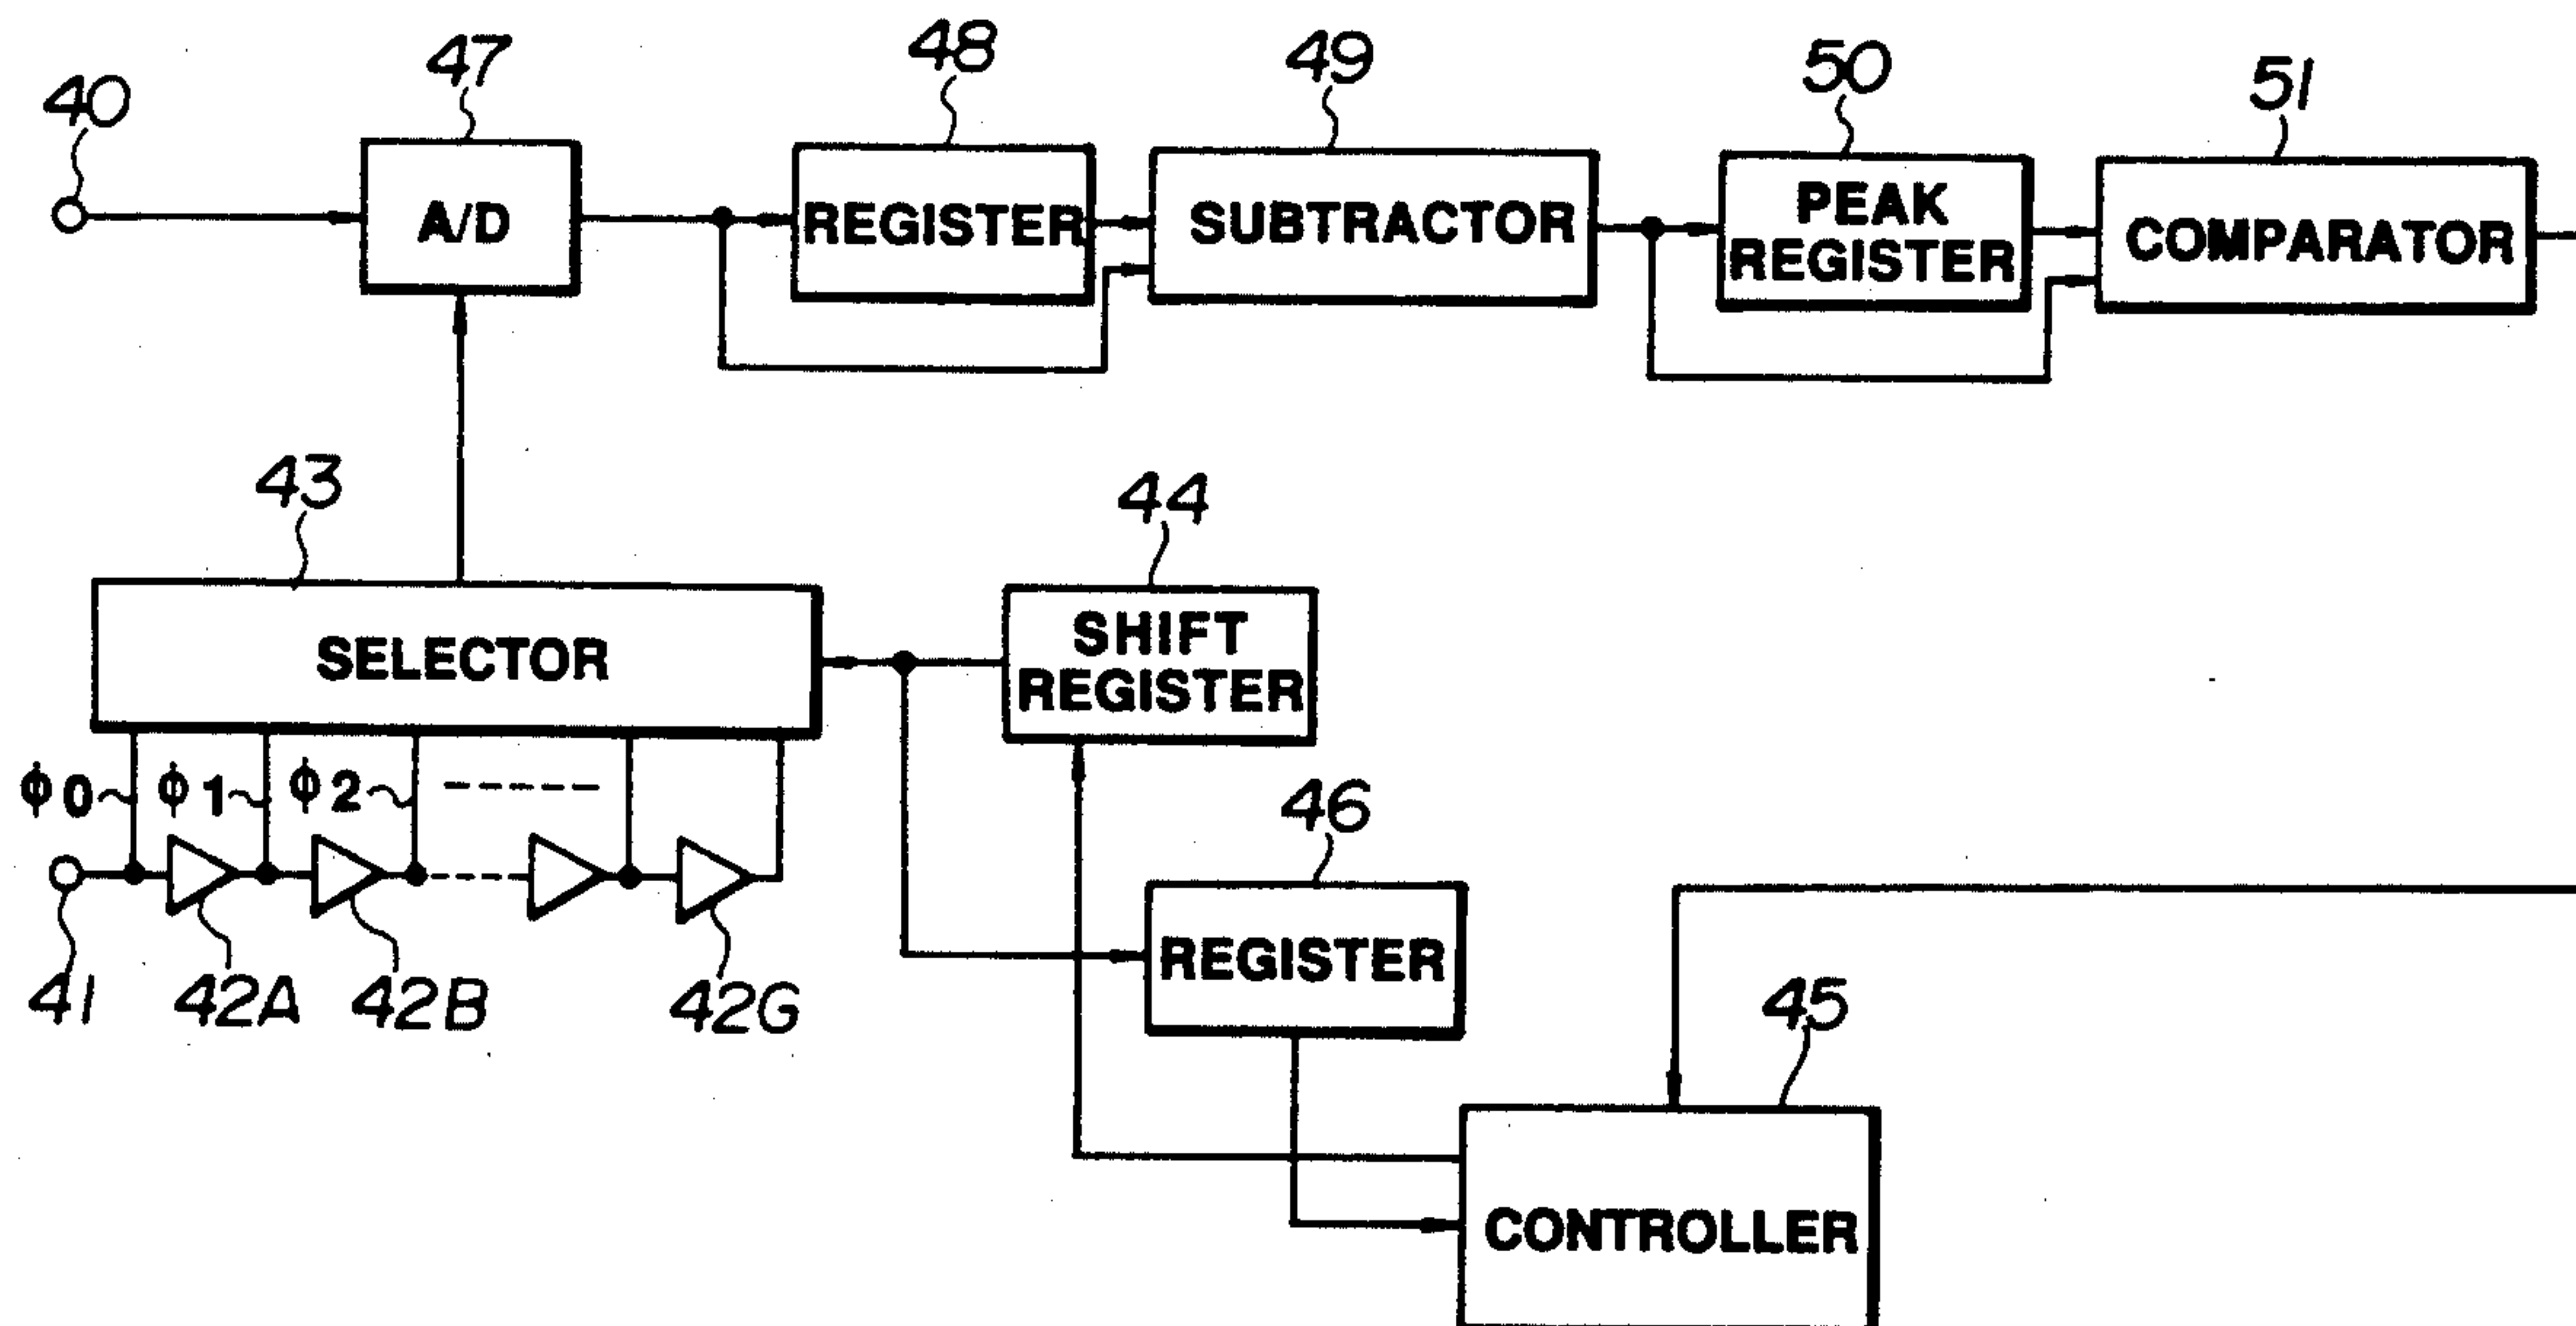 40
47
48
49
50
51
A/D
REGISTER
SUBTRACTOR
PEAK
REGISTER
COMPARATOR
43
44
SELECTOR
SHIFT
REGISTER
ϕ0
ϕ1
ϕ2
46
41
42A
42B
42G
REGISTER
45
CONTROLLER